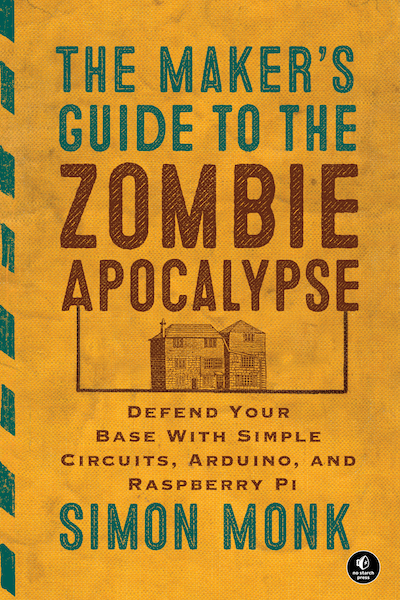 THE MAKER'S
GUIDE TO THE
ZOMBIE
APOCALYPSE
DEFEND YOUR
BASE WITH SIMPLE
CIRCUITS, ARDUINO, AND
RASPBERRY PI
SIMON MONK
no starch
press